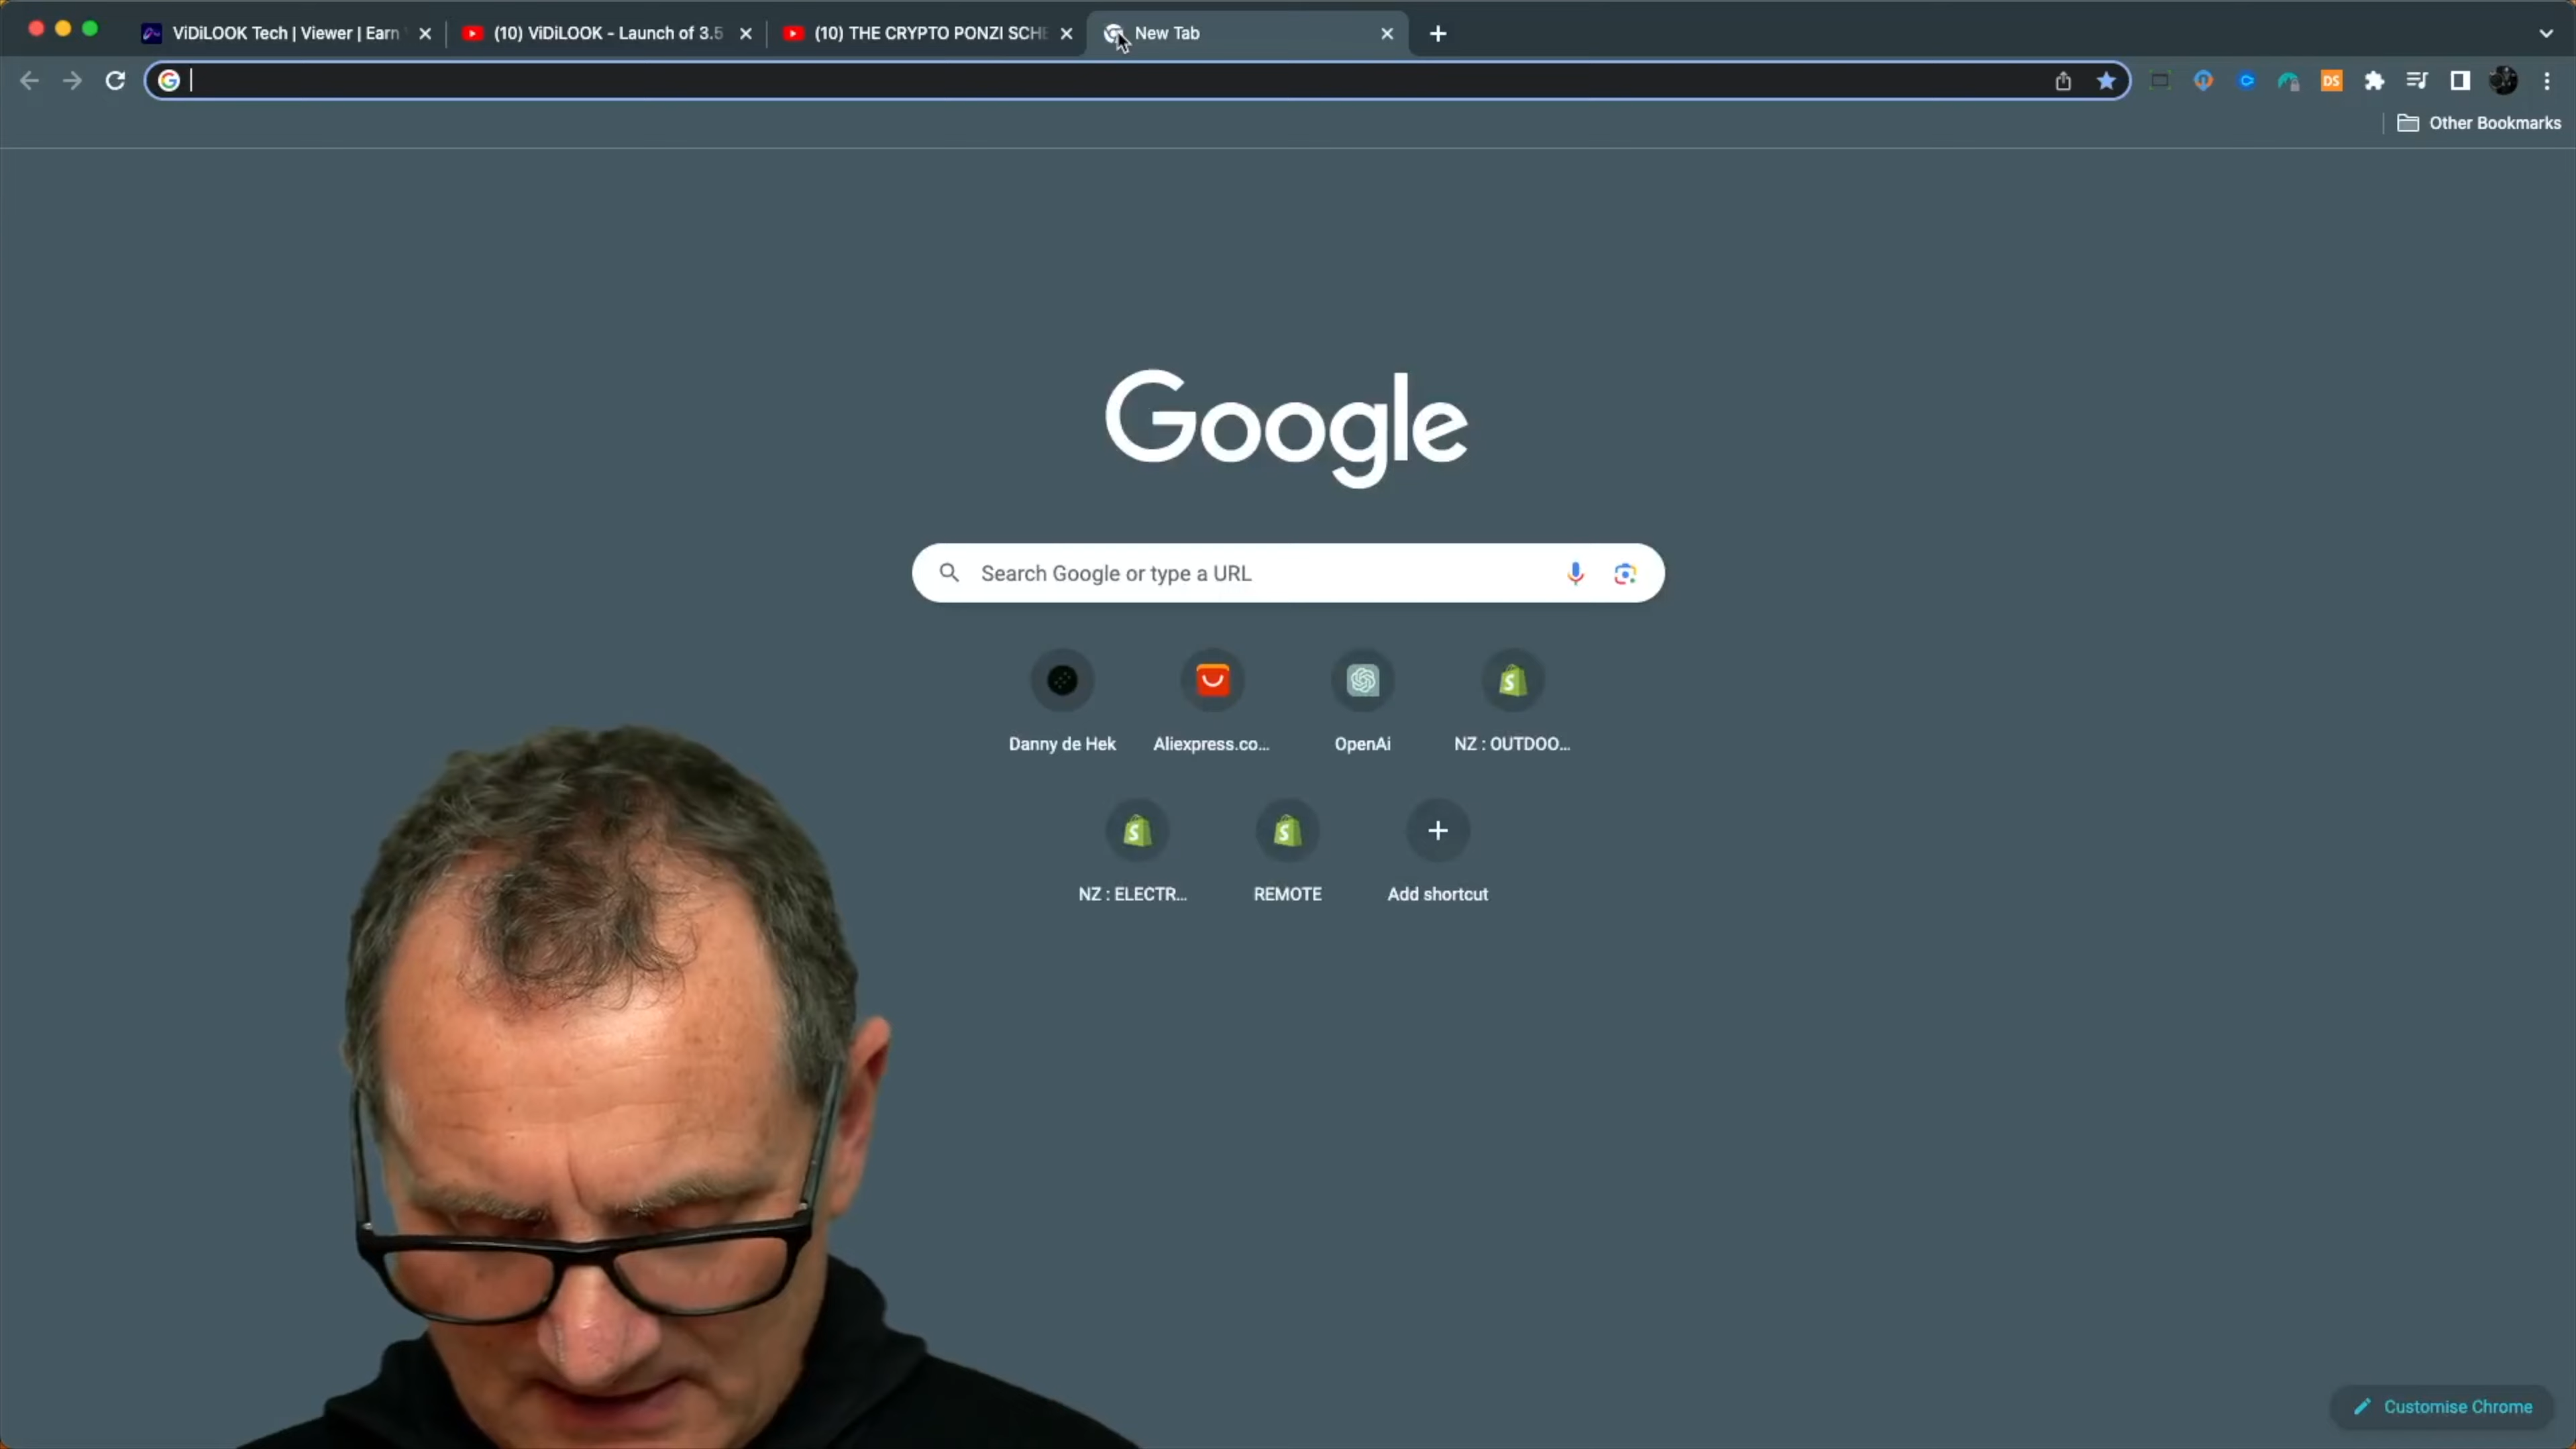 ViDiLOOK Tech | Viewer | Earn
(10) ViDiLOOK - Launch of 3.5
(10) THE CRYPTO PONZI SCHE
New Tab
DS
Other Bookmarks
Google
Search Google or type a URL
Danny de Hek
Aliexpress.co...
OpenAi
NZ : OUTDOO...
NZ : ELECTR...
REMOTE
Add shortcut
Customise Chrome